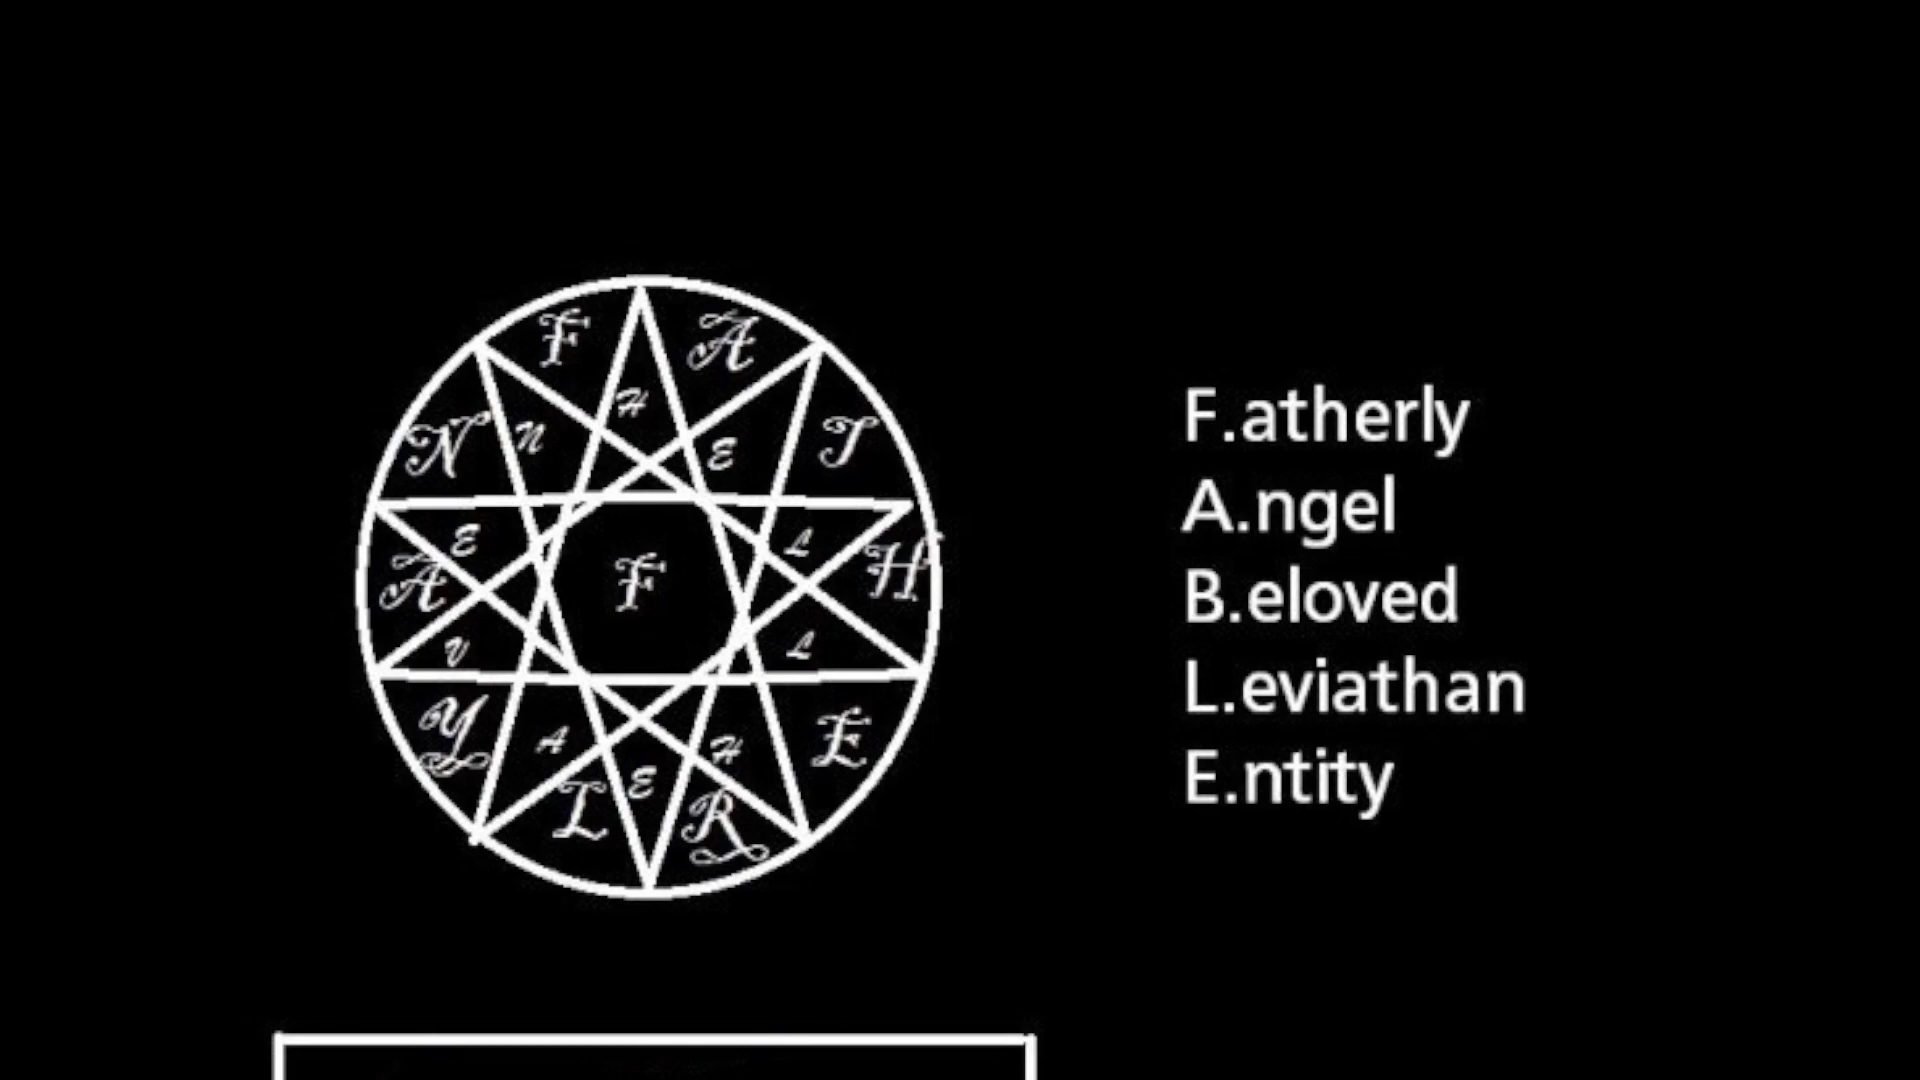 F A T H E R L Y A N
H E L L H E A V E N
F
F.atherly
A.ngel
B.eloved
L.eviathan
E.ntity